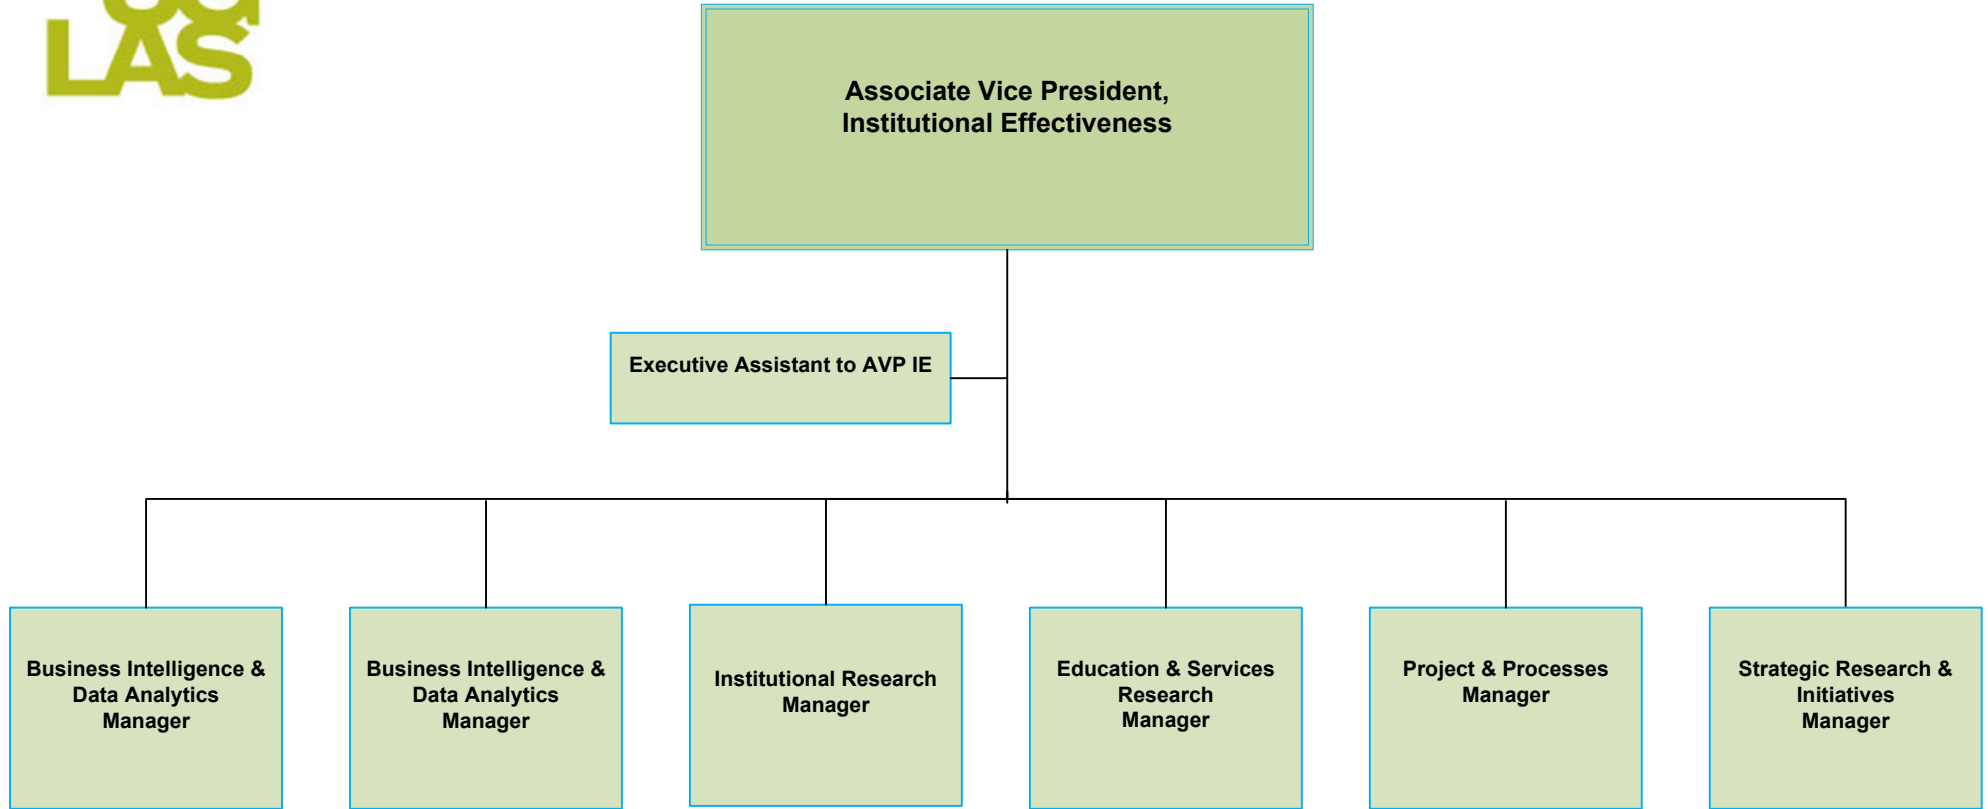 LAS
Associate Vice President,
Institutional Effectiveness
Executive Assistant to AVP IE
Business Intelligence &
Data Analytics
Manager
Business Intelligence &
Data Analytics
Manager
Institutional Research
Manager
Education & Services
Research
Manager
Project & Processes
Manager
Strategic Research &
Initiatives
Manager